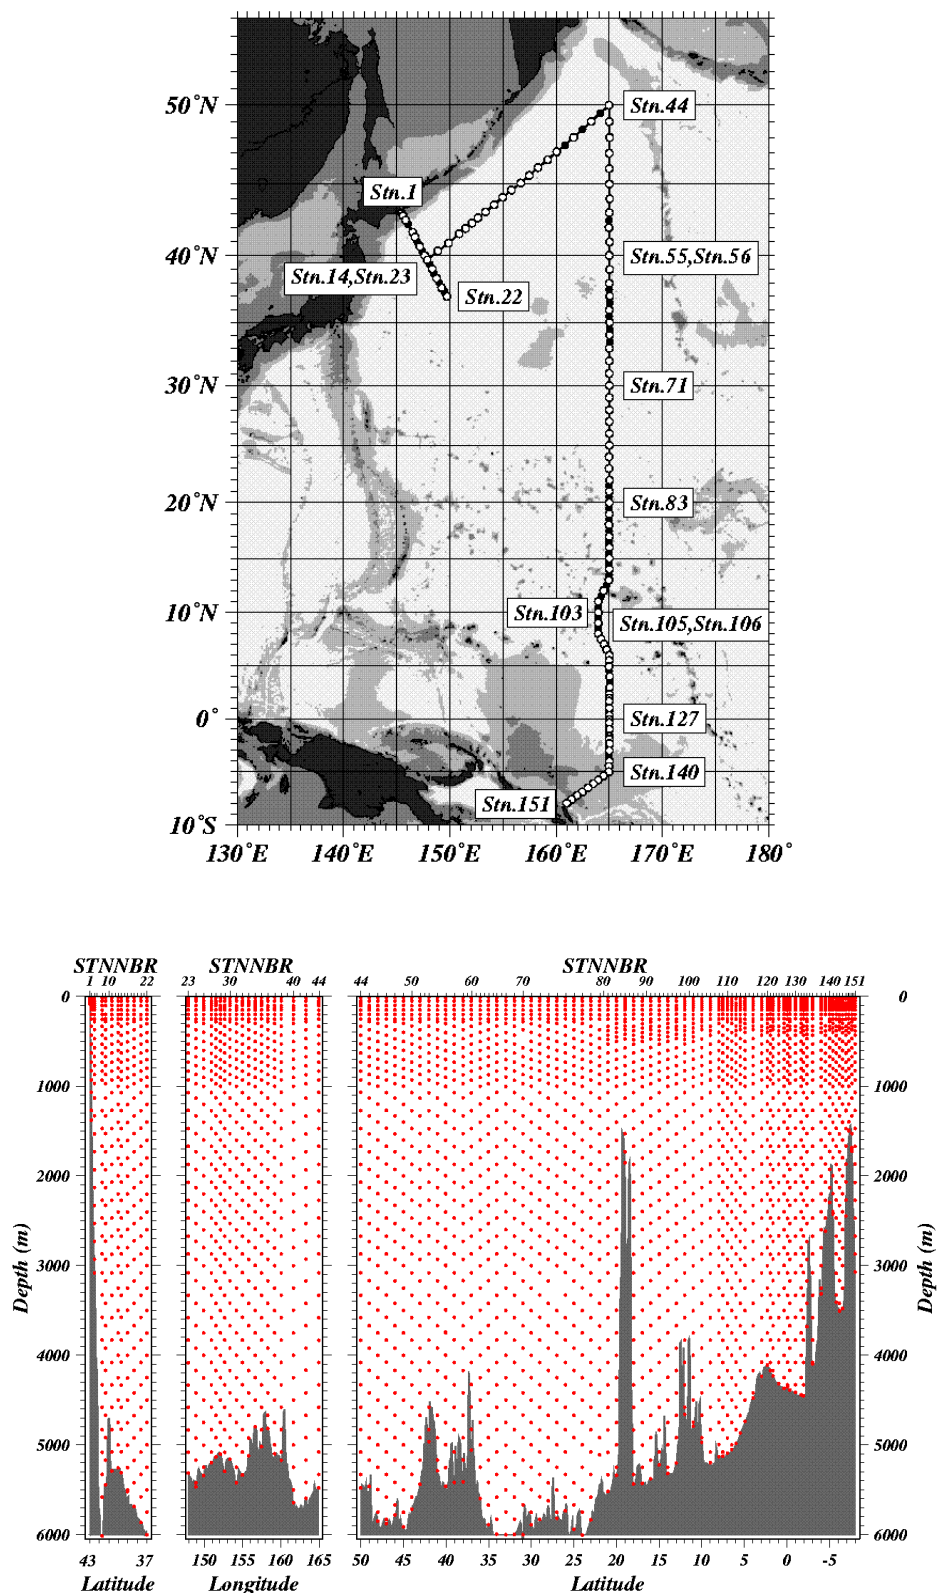 50°N
Stn.44
Stn.1
40°N
Stn.55,Stn.56
Stn.14,Stn.23
Stn.22
30°N
Stn.71
20°N
Stn.83
10°N
Stn.103
Stn.105,Stn.106
0°
Stn.127
Stn.140
Stn.151
10°S
130°E 140°E 150°E 160°E 170°E 180°
STNNBR STNNBR STNNBR
1 10 22 23 30 40 44 44 50 60 70 80 90 100 110 120 130 140 151
0 0
1000 1000
2000 2000
3000 3000
4000 4000
5000 5000
6000 6000
Depth (m) Depth (m)
43 37 150 155 160 165 50 45 40 35 30 25 20 15 10 5 0 -5
Latitude Longitude Latitude